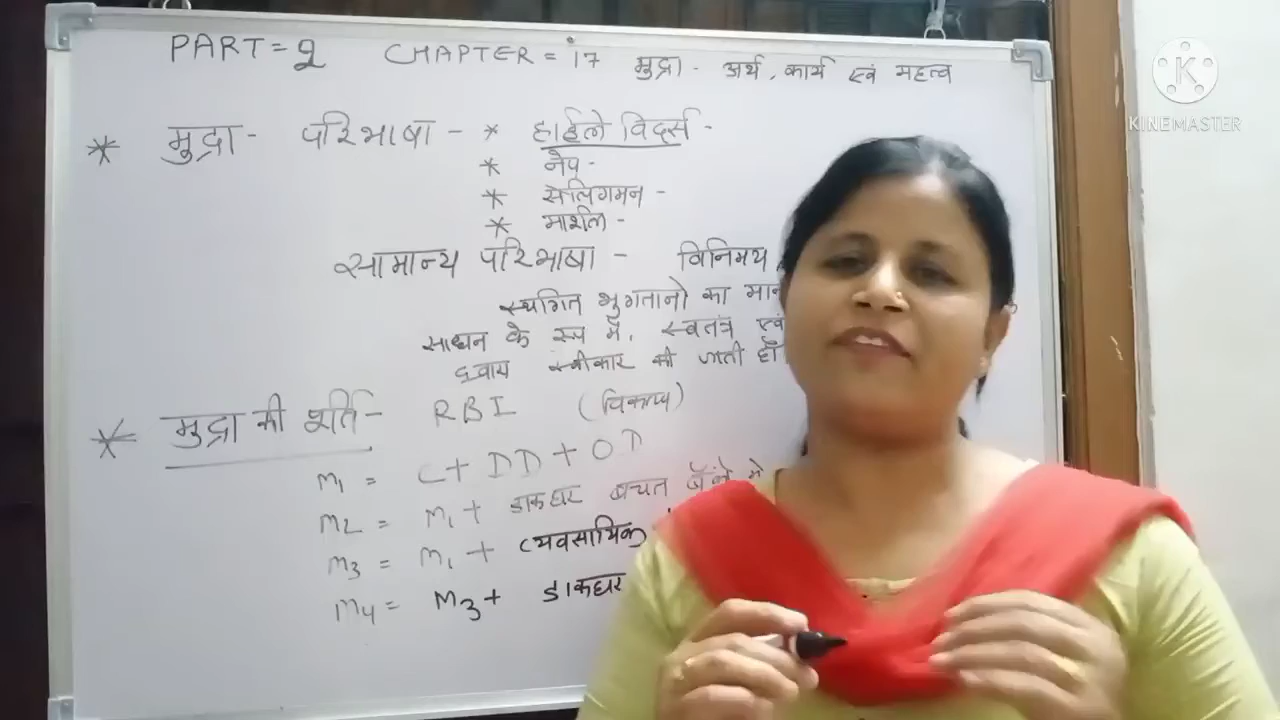 PART=2 CHAPTER = 17 मुद्रा - अर्थ, कार्य एवं महत्व
* मुद्रा - परिभाषा - * हार्टले विदर्स -
* नैप -
* सेलिगमन -
* मार्शल -
सामान्य परिभाषा - विनिमय
स्थगित भुगतानो का मान
साधन के रूप में, स्वतंत्र एवं
द्वारा स्वीकार की जाती हो
* मुद्रा की पूर्ति - RBI (विकल्प)
M1 = C + DD + OD
M2 = M1 + डाकघर बचत बैंको मे
M3 = M1 + (व्यवसायिक)
M4 = M3 + डाकघर
KINEMASTER